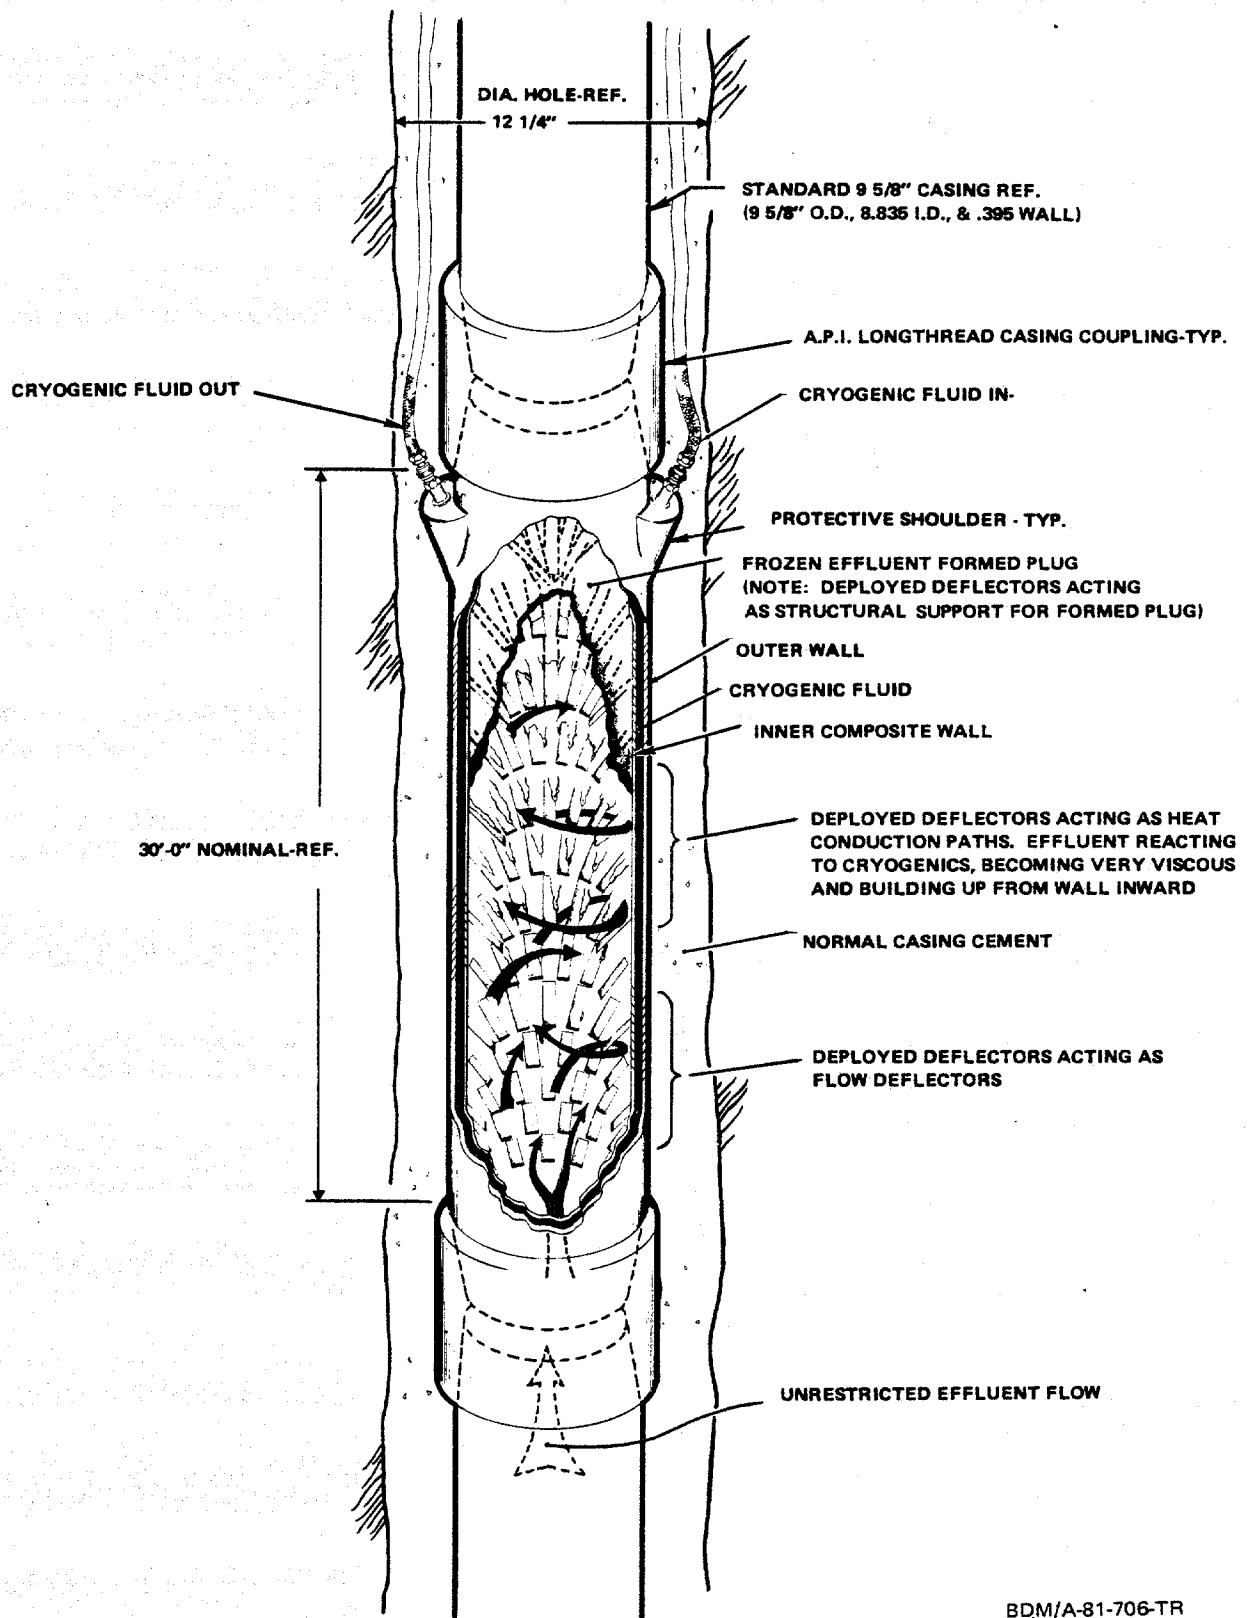 DIA. HOLE-REF.
12 1/4"
STANDARD 9 5/8" CASING REF.
(9 5/8" O.D., 8.835 I.D., & .395 WALL)
A.P.I. LONGTHREAD CASING COUPLING-TYP.
CRYOGENIC FLUID OUT
CRYOGENIC FLUID IN-
PROTECTIVE SHOULDER - TYP.
FROZEN EFFLUENT FORMED PLUG
(NOTE: DEPLOYED DEFLECTORS ACTING
AS STRUCTURAL SUPPORT FOR FORMED PLUG)
OUTER WALL
CRYOGENIC FLUID
INNER COMPOSITE WALL
30'-0" NOMINAL-REF.
DEPLOYED DEFLECTORS ACTING AS HEAT
CONDUCTION PATHS. EFFLUENT REACTING
TO CRYOGENICS, BECOMING VERY VISCOUS
AND BUILDING UP FROM WALL INWARD
NORMAL CASING CEMENT
DEPLOYED DEFLECTORS ACTING AS
FLOW DEFLECTORS
UNRESTRICTED EFFLUENT FLOW
BDM/A-81-706-TR